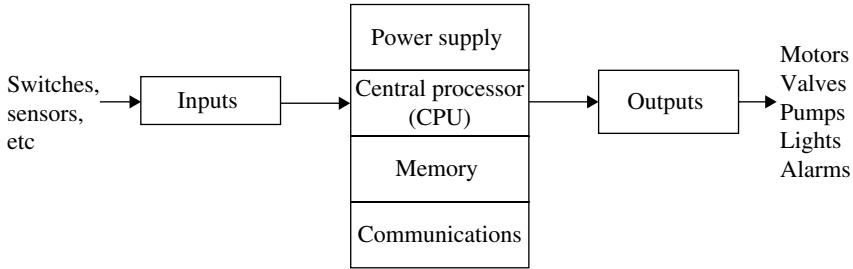 Switches,
sensors,
etc
Inputs
Power supply
Central processor
(CPU)
Memory
Communications
Outputs
Motors
Valves
Pumps
Lights
Alarms